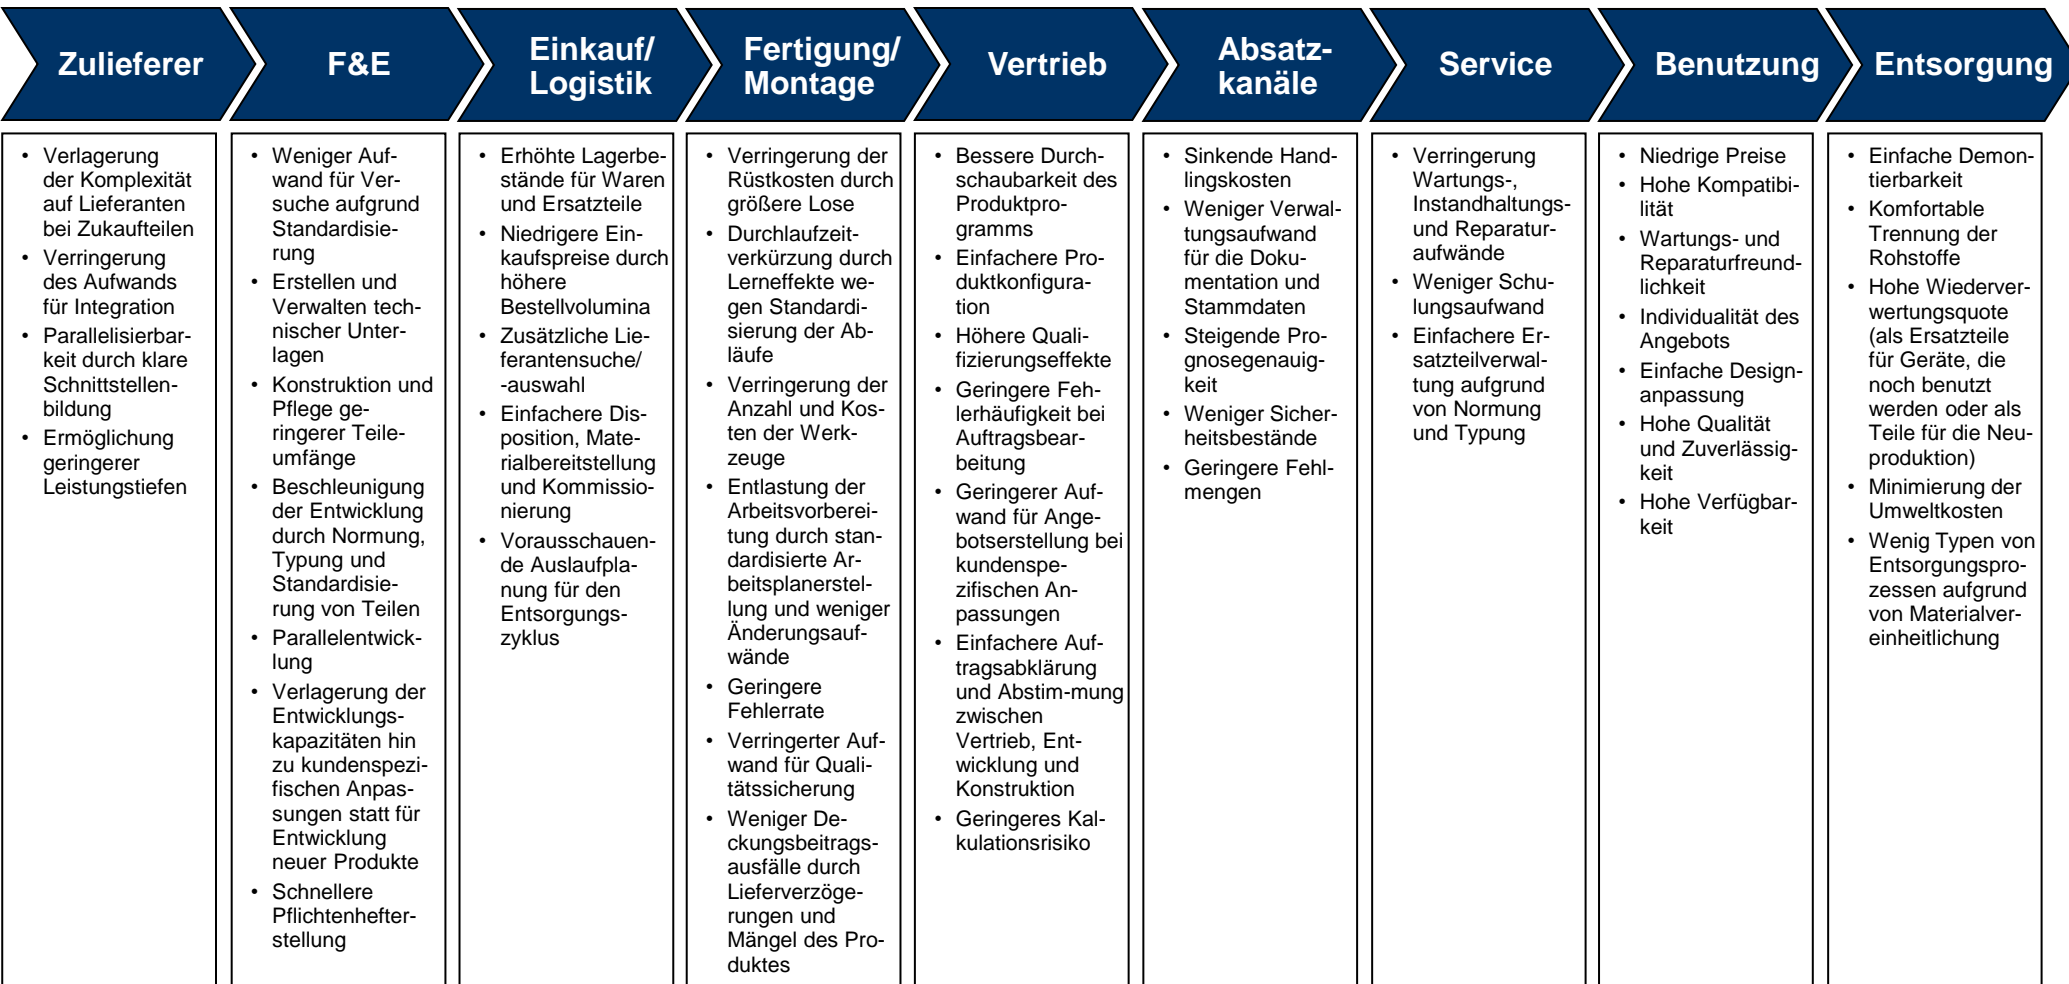 Zulieferer
F&E
Einkauf/
Logistik
Fertigung/
Montage
Vertrieb
Absatz-
kanäle
Service
Benutzung
Entsorgung
• Verlagerung
der Komplexität
auf Lieferanten
bei Zukaufteilen
• Verringerung
des Aufwands
für Integration
• Parallelisierbar-
keit durch klare
Schnittstellen-
bildung
• Ermöglichung
geringerer
Leistungstiefen
• Weniger Auf-
wand für Ver-
suche aufgrund
Standardisie-
rung
• Erstellen und
Verwalten tech-
nischer Unter-
lagen
• Konstruktion und
Pflege ge-
ringerer Teile-
umfänge
• Beschleunigung
der Entwicklung
durch Normung,
Typung und
Standardisie-
rung von Teilen
• Parallelentwick-
lung
• Verlagerung der
Entwicklungs-
kapazitäten hin
zu kundenspezi-
fischen Anpas-
sungen statt für
Entwicklung
neuer Produkte
• Schnellere
Pflichtenhefter-
stellung
• Erhöhte Lagerbe-
stände für Waren
und Ersatzteile
• Niedrigere Ein-
kaufspreise durch
höhere
Bestellvolumina
• Zusätzliche Lie-
ferantensuche/
-auswahl
• Einfachere Dis-
position, Mate-
rialbereitstellung
und Kommissio-
nierung
• Vorausschauen-
de Auslaufpla-
nung für den
Entsorgungs-
zyklus
• Verringerung der
Rüstkosten durch
größere Lose
• Durchlaufzeit-
verkürzung durch
Lerneffekte we-
gen Standardi-
sierung der Ab-
läufe
• Verringerung der
Anzahl und Kos-
ten der Werk-
zeuge
• Entlastung der
Arbeitsvorberei-
tung durch stan-
dardisierte Ar-
beitsplanerstel-
lung und weniger
Änderungsauf-
wände
• Geringere
Fehlerrate
• Verringerter Auf-
wand für Quali-
tätssicherung
• Weniger De-
ckungsbeitrags-
ausfälle durch
Lieferverzöge-
rungen und
Mängel des Pro-
duktes
• Bessere Durch-
schaubarkeit des
Produktpro-
gramms
• Einfachere Pro-
duktkonfigura-
tion
• Höhere Quali-
fizierungseffekte
• Geringere Feh-
lerhäufigkeit bei
Auftragsbear-
beitung
• Geringerer Auf-
wand für Ange-
botserstellung bei
kundenspe-
zifischen An-
passungen
• Einfachere Auf-
tragsabklärung
und Abstim-mung
zwischen
Vertrieb, Ent-
wicklung und
Konstruktion
• Geringeres Kal-
kulationsrisiko
• Sinkende Hand-
lingskosten
• Weniger Verwal-
tungsaufwand
für die Doku-
mentation und
Stammdaten
• Steigende Pro-
gnosegenauig-
keit
• Weniger Sicher-
heitsbestände
• Geringere Fehl-
mengen
• Verringerung
Wartungs-,
Instandhaltungs-
und Reparatur-
aufwände
• Weniger Schu-
lungsaufwand
• Einfachere Er-
satzteilverwal-
tung aufgrund
von Normung
und Typung
• Niedrige Preise
• Hohe Kompatibi-
lität
• Wartungs- und
Reparaturfreund-
lichkeit
• Individualität des
Angebots
• Einfache Design-
anpassung
• Hohe Qualität
und Zuverlässig-
keit
• Hohe Verfügbar-
keit
• Einfache Demon-
tierbarkeit
• Komfortable
Trennung der
Rohstoffe
• Hohe Wiederver-
wertungsquote
(als Ersatzteile
für Geräte, die
noch benutzt
werden oder als
Teile für die Neu-
produktion)
• Minimierung der
Umweltkosten
• Wenig Typen von
Entsorgungspro-
zessen aufgrund
von Materialver-
einheitlichung